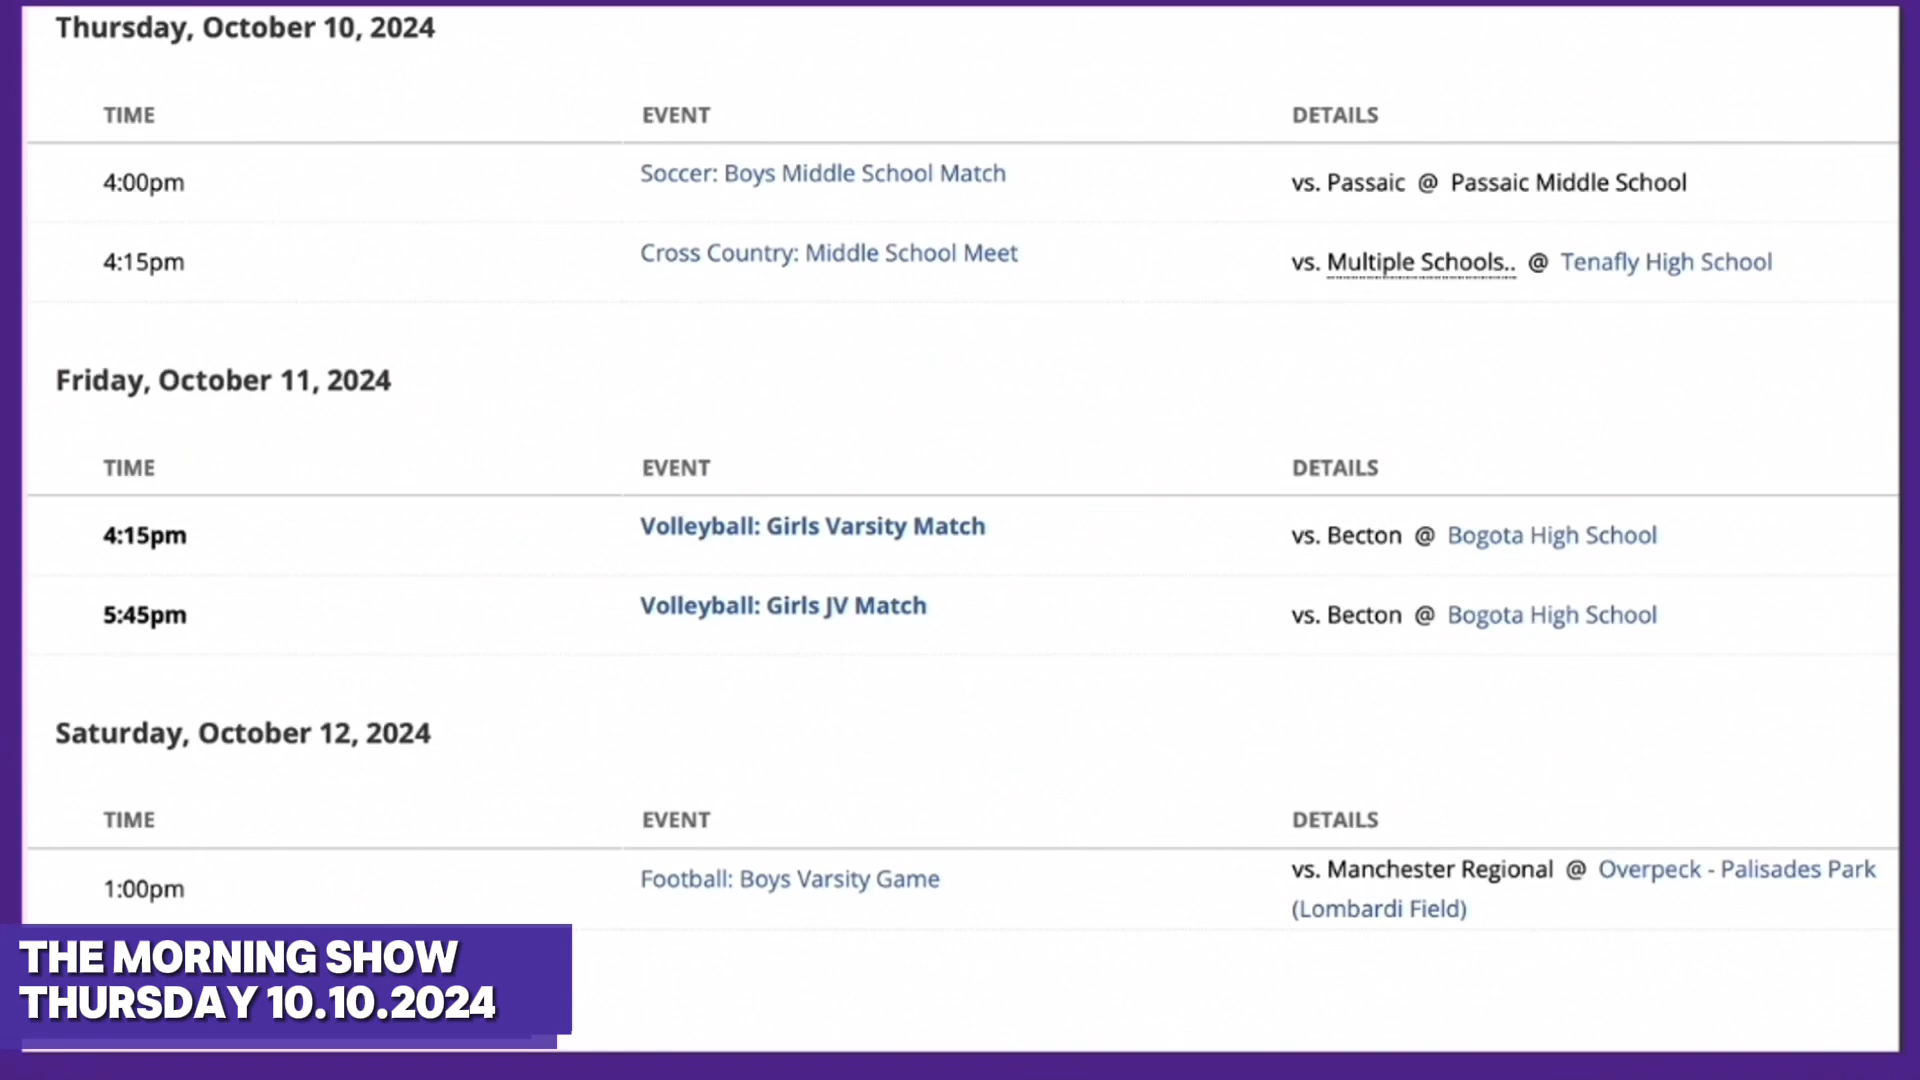 Thursday, October 10, 2024
TIME EVENT DETAILS
4:00pm Soccer: Boys Middle School Match vs. Passaic @ Passaic Middle School
4:15pm Cross Country: Middle School Meet vs. Multiple Schools.. @ Tenafly High School
Friday, October 11, 2024
TIME EVENT DETAILS
4:15pm Volleyball: Girls Varsity Match vs. Becton @ Bogota High School
5:45pm Volleyball: Girls JV Match vs. Becton @ Bogota High School
Saturday, October 12, 2024
TIME EVENT DETAILS
1:00pm Football: Boys Varsity Game vs. Manchester Regional @ Overpeck - Palisades Park
(Lombardi Field)
THE MORNING SHOW
THURSDAY 10.10.2024